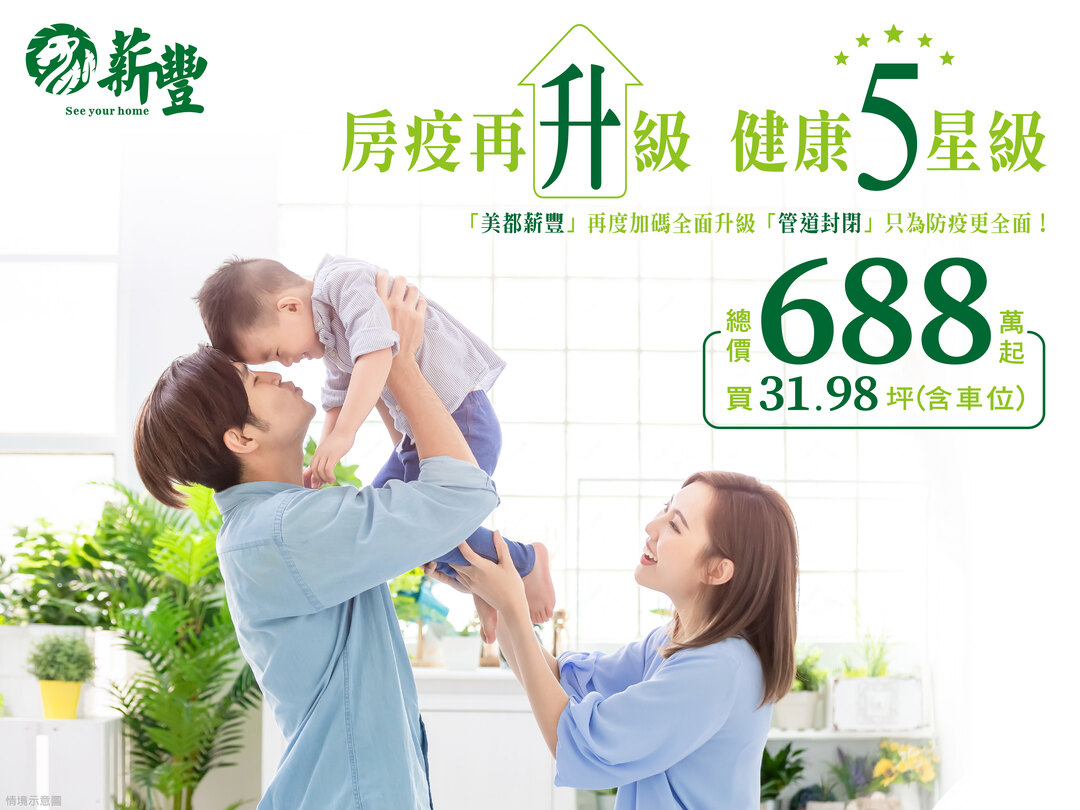 薪豐
See your home
房疫再升級 健康5星級
「美都薪豐」再度加碼全面升級「管道封閉」只為防疫更全面！
總價688萬起
買31.98坪(含車位)
情境示意圖